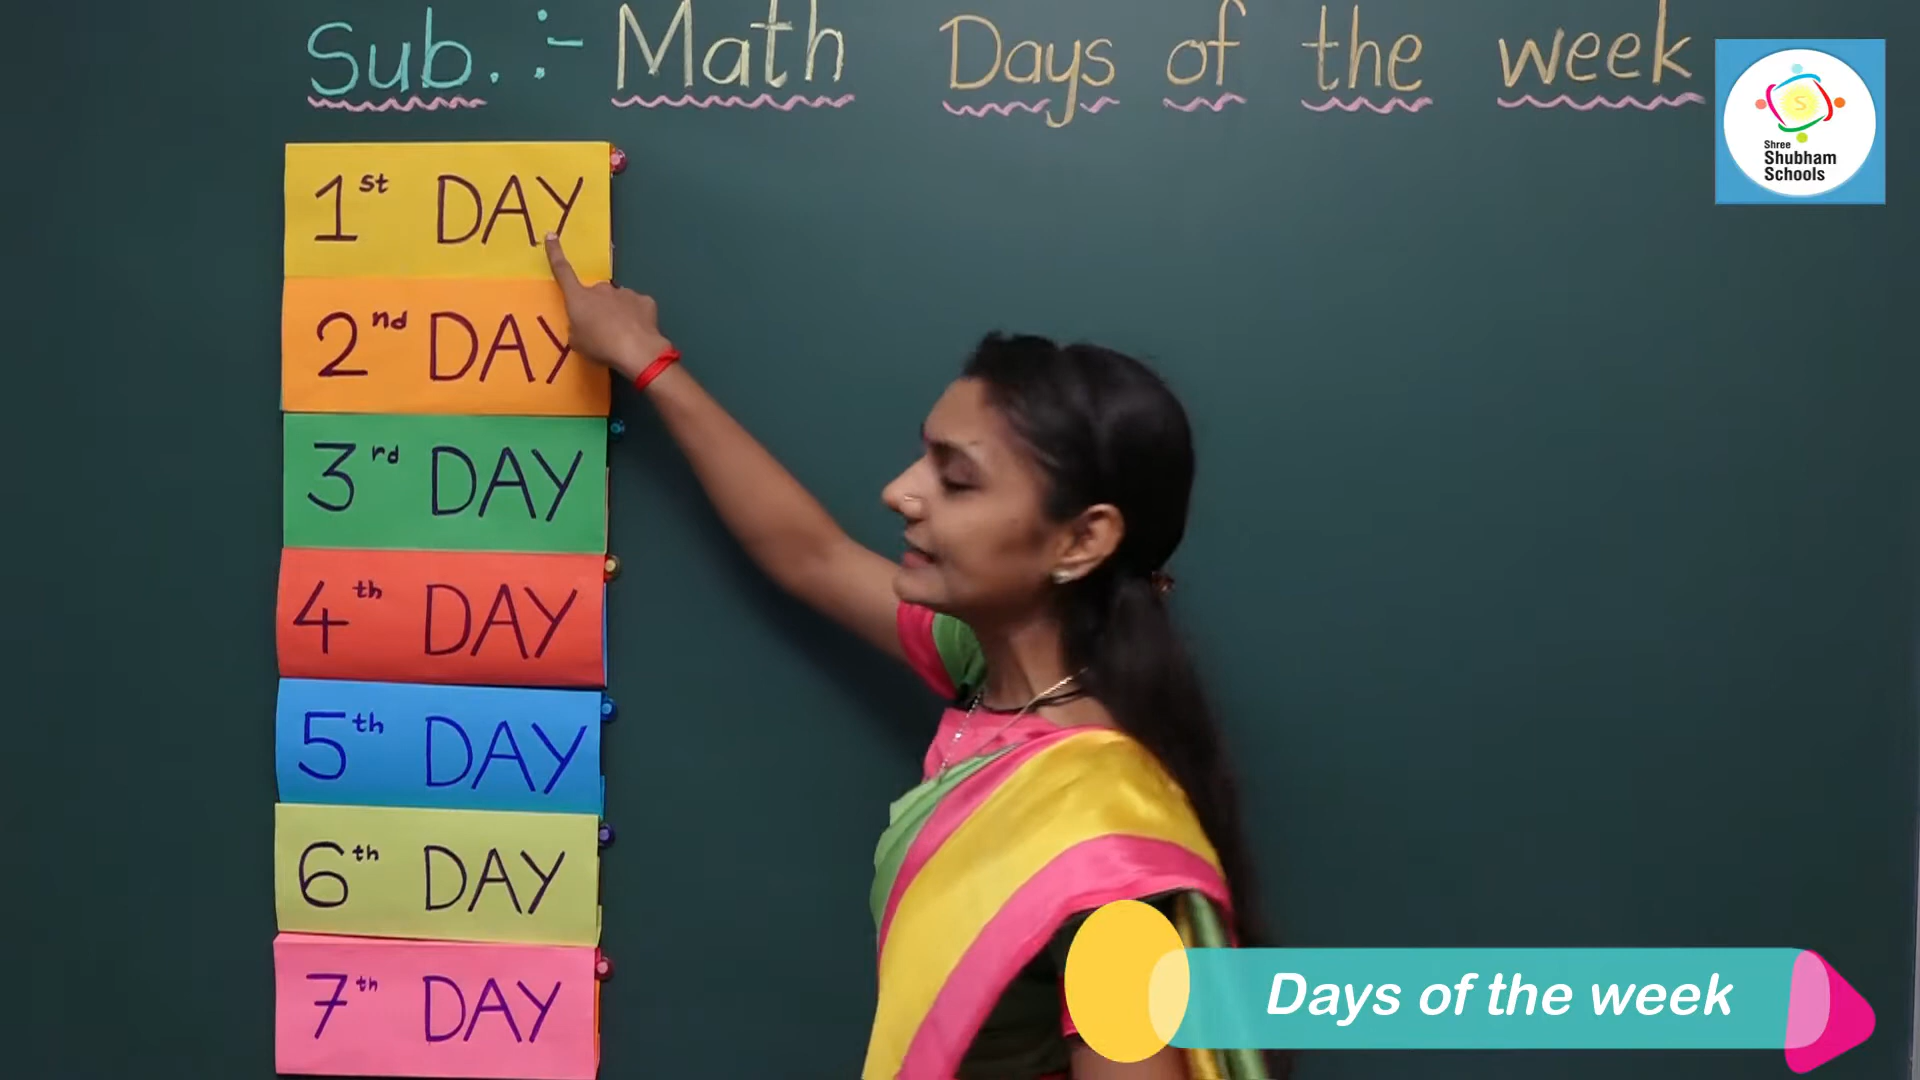 Sub. :- Math Days of the week
Shree
Shubham
Schools
1st DAY
2nd DAY
3rd DAY
4th DAY
5th DAY
6th DAY
7th DAY
Days of the week